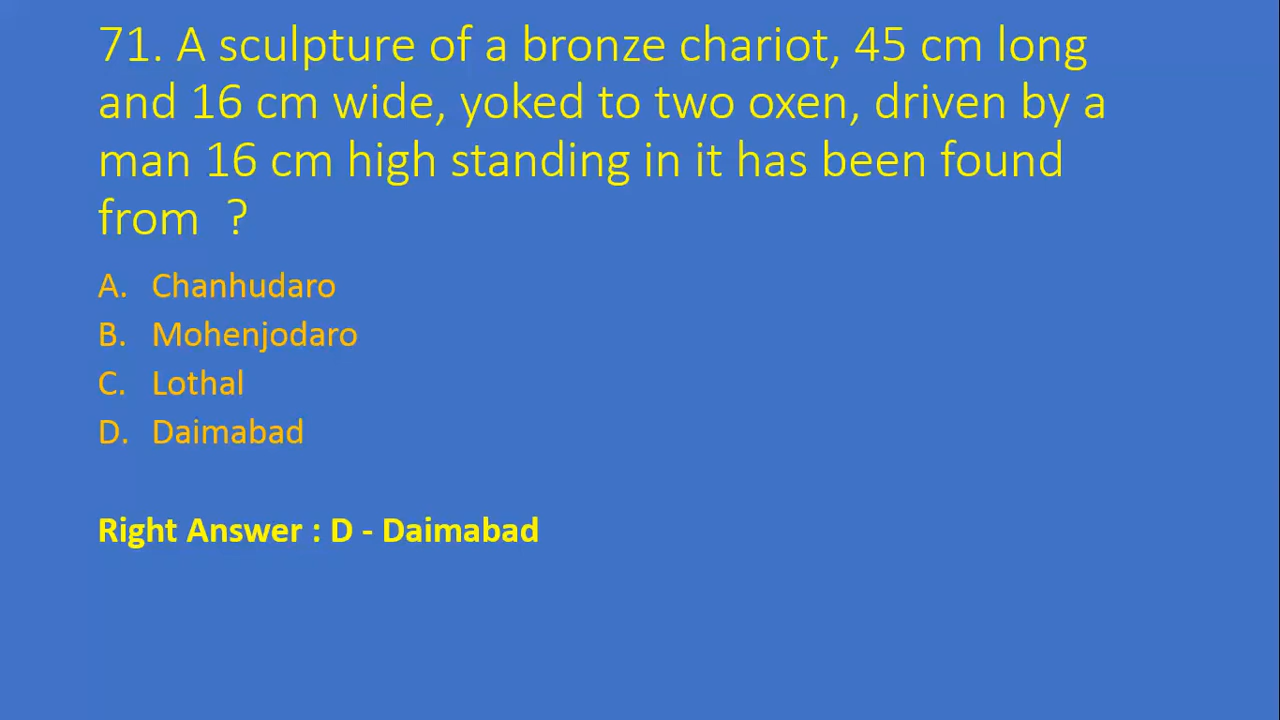 71. A sculpture of a bronze chariot, 45 cm long
and 16 cm wide, yoked to two oxen, driven by a
man 16 cm high standing in it has been found
from ?
A. Chanhudaro
B. Mohenjodaro
C. Lothal
D. Daimabad
Right Answer : D - Daimabad